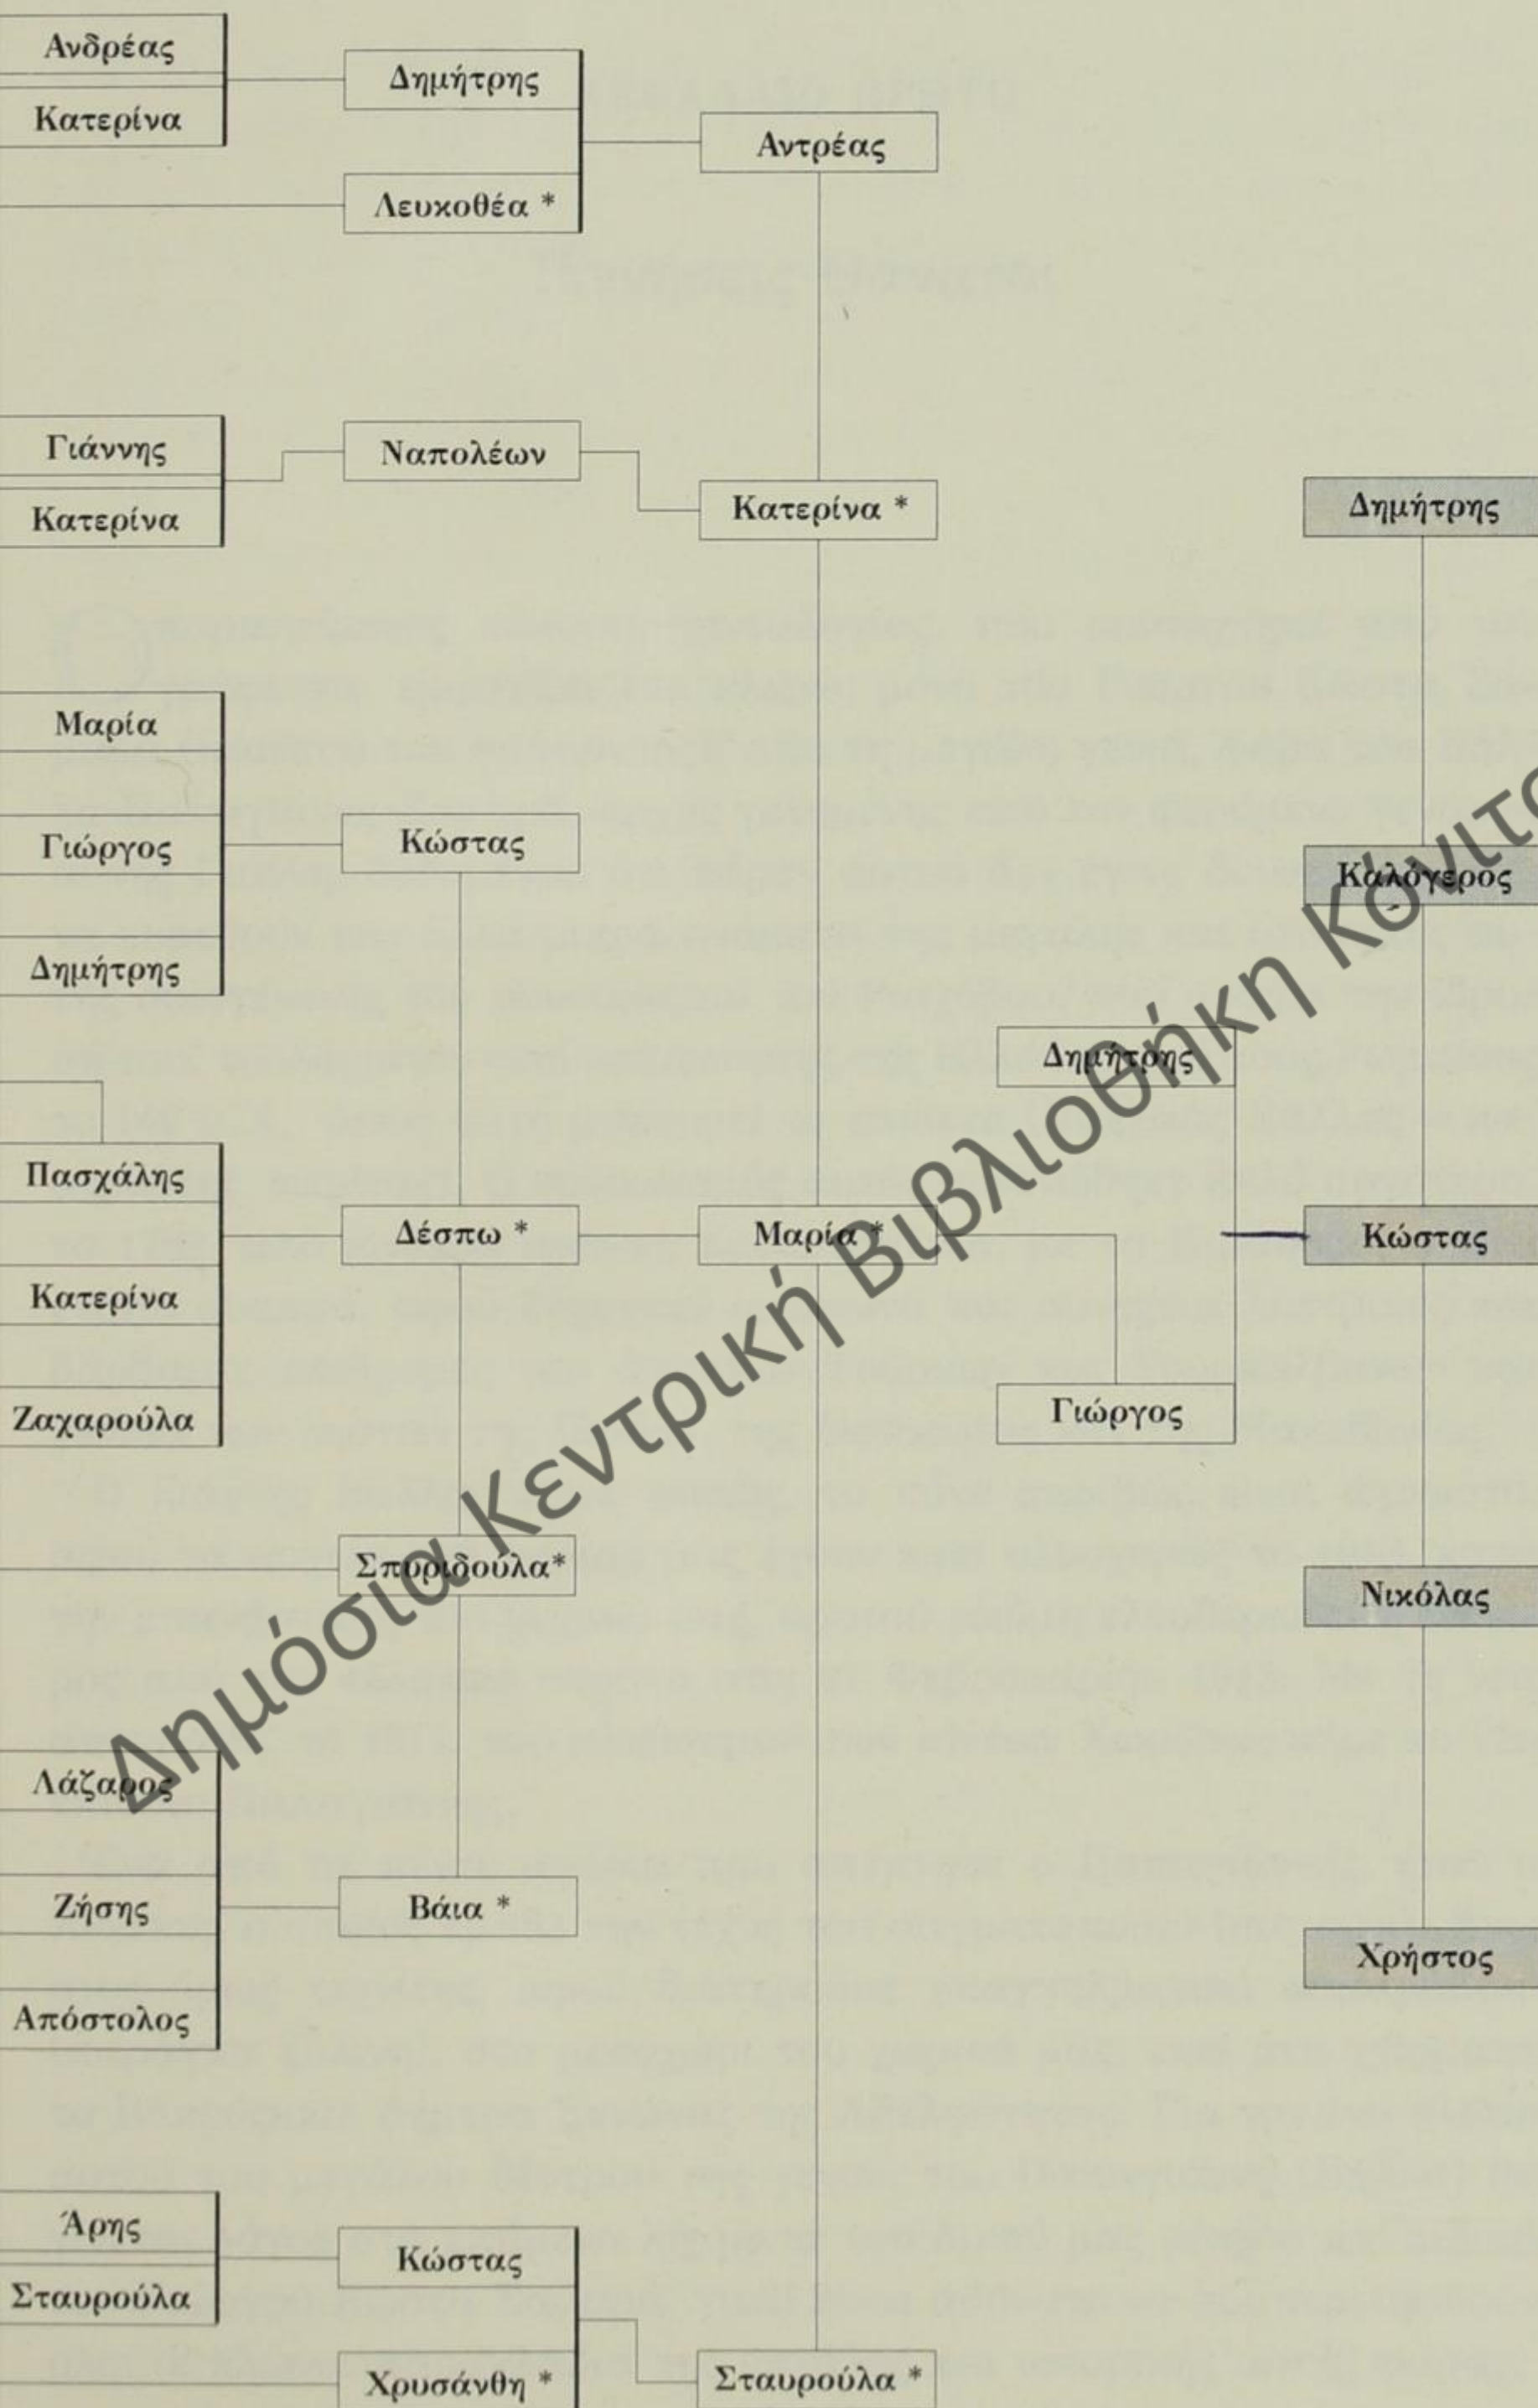 Ανδρέας
Κατερίνα
Δημήτρης
Λευκοθέα *
Αντρέας
Γιάννης
Κατερίνα
Ναπολέων
Κατερίνα *
Δημήτρης
Μαρία
Γιώργος
Δημήτρης
Κώστας
Καλόγερος
Δημήτρης
Πασχάλης
Κατερίνα
Ζαχαρούλα
Δέσπω *
Μαρία *
Κώστας
Γιώργος
Σπυριδούλα*
Νικόλας
Λάζαρος
Ζήσης
Απόστολος
Βάια *
Χρήστος
Άρης
Σταυρούλα
Κώστας
Χρυσάνθη *
Σταυρούλα *
Δημόσια Κεντρική Βιβλιοθήκη